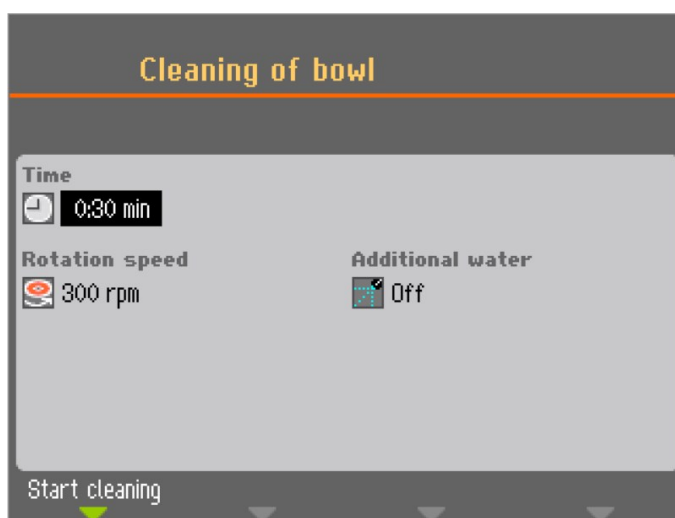 Cleaning of bowl
Time
0:30 min
Rotation speed
Additional water
300 rpm
Off
Start cleaning